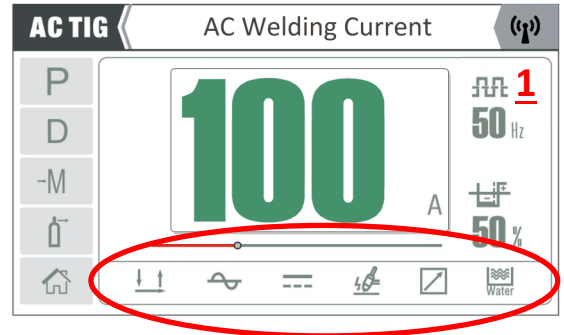 AC TIG AC Welding Current
P
1
D
50 Hz
100 A
→M
50 %
Water